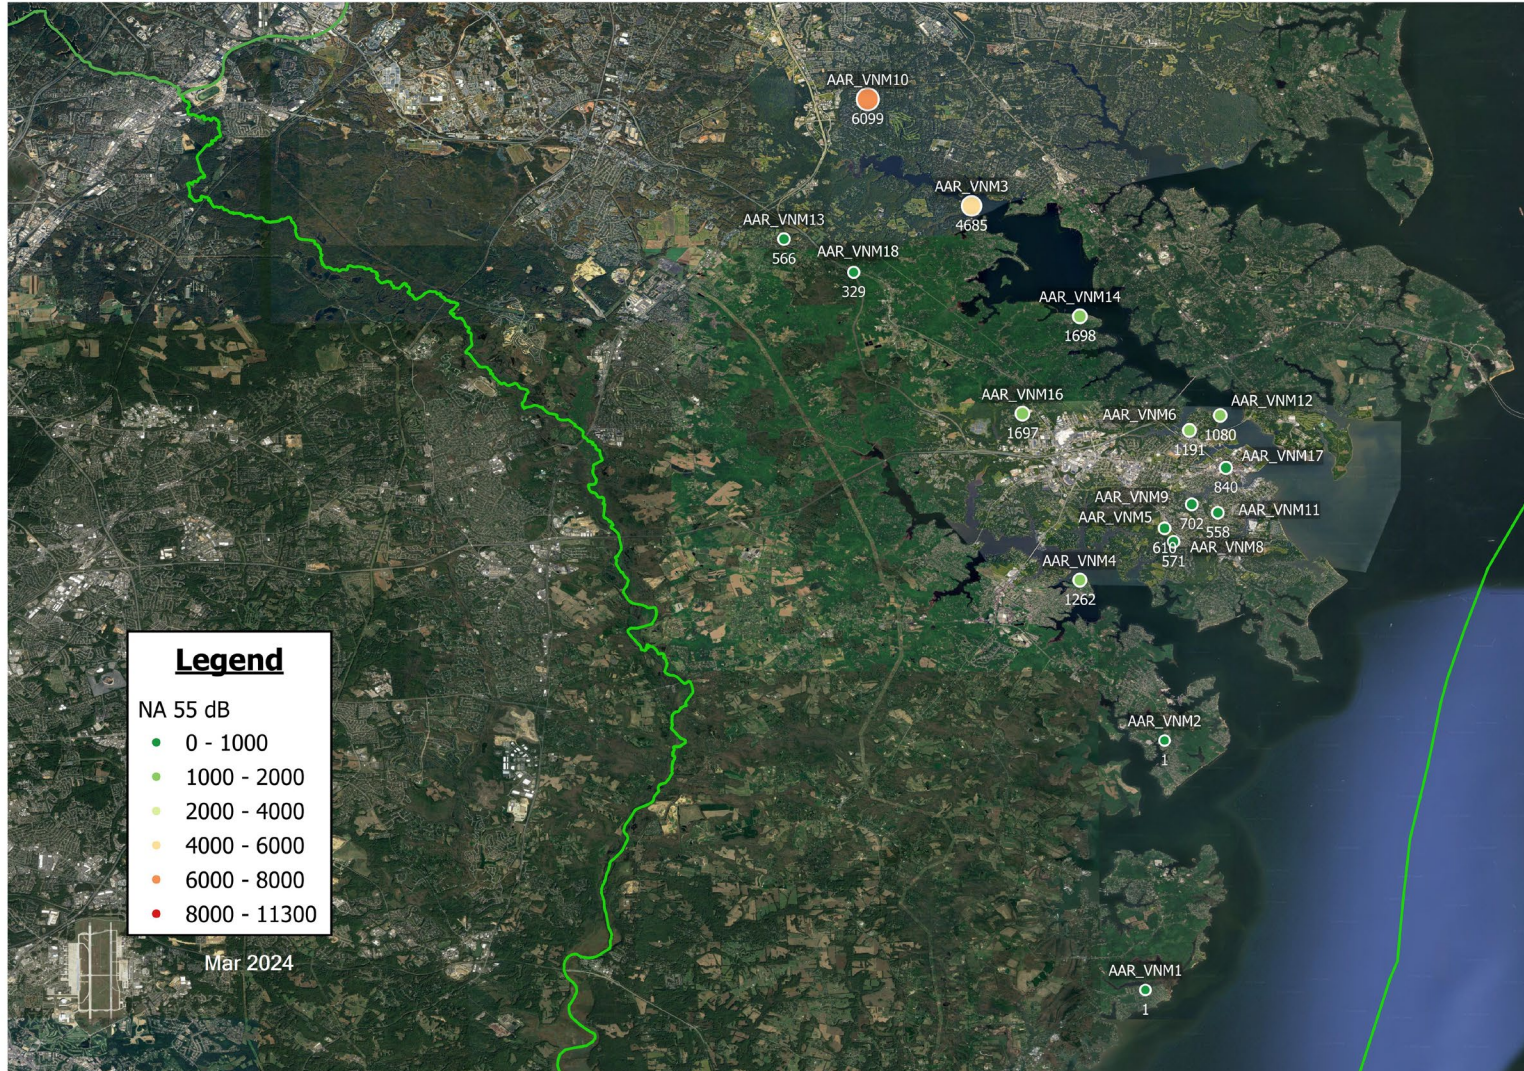 AAR_VNM10
6099
AAR_VNM3
4685
AAR_VNM13
566
AAR_VNM18
329
AAR_VNM14
1698
AAR_VNM16
1697
AAR_VNM12
1080
AAR_VNM6
1191
AAR_VNM17
840
AAR_VNM9
702
AAR_VNM11
558
AAR_VNM5
610
AAR_VNM8
571
AAR_VNM4
1262
AAR_VNM2
1
AAR_VNM1
1
Legend
NA 55 dB
0 - 1000
1000 - 2000
2000 - 4000
4000 - 6000
6000 - 8000
8000 - 11300
Mar 2024